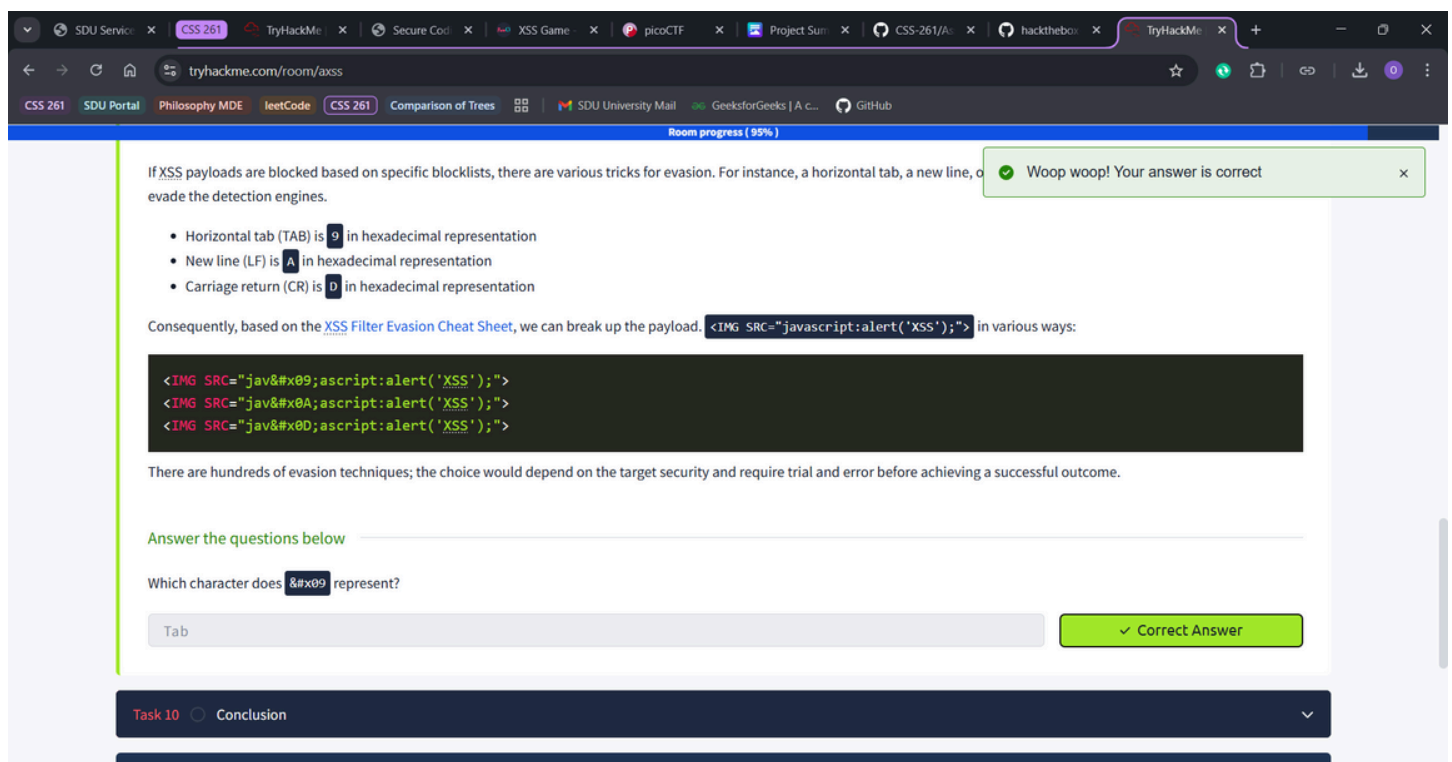 SDU Service
CSS 261
TryHackMe |
Secure Codi
XSS Game -
picoCTF
Project Sum
CSS-261/As
hackthebox
TryHackMe
tryhackme.com/room/axss
CSS 261
SDU Portal
Philosophy MDE
leetCode
CSS 261
Comparison of Trees
SDU University Mail
GeeksforGeeks | A c...
GitHub
Room progress ( 95% )
If XSS payloads are blocked based on specific blocklists, there are various tricks for evasion. For instance, a horizontal tab, a new line, o
evade the detection engines.
Woop woop! Your answer is correct
• Horizontal tab (TAB) is 9 in hexadecimal representation
• New line (LF) is A in hexadecimal representation
• Carriage return (CR) is D in hexadecimal representation
Consequently, based on the XSS Filter Evasion Cheat Sheet, we can break up the payload. <IMG SRC="javascript:alert('XSS');"> in various ways:
<IMG SRC="jav&#x09;ascript:alert('XSS');">
<IMG SRC="jav&#x0A;ascript:alert('XSS');">
<IMG SRC="jav&#x0D;ascript:alert('XSS');">
There are hundreds of evasion techniques; the choice would depend on the target security and require trial and error before achieving a successful outcome.
Answer the questions below
Which character does &#x09 represent?
Tab
✓ Correct Answer
Task 10 Conclusion